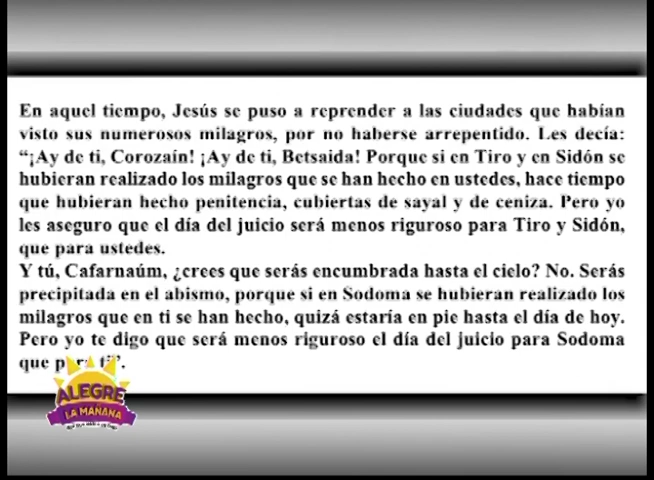 En aquel tiempo, Jesús se puso a reprender a las ciudades que habían
visto sus numerosos milagros, por no haberse arrepentido. Les decía:
“¡Ay de ti, Corozaín! ¡Ay de ti, Betsaida! Porque si en Tiro y en Sidón se
hubieran realizado los milagros que se han hecho en ustedes, hace tiempo
que hubieran hecho penitencia, cubiertas de sayal y de ceniza. Pero yo
les aseguro que el día del juicio será menos riguroso para Tiro y Sidón,
que para ustedes.
Y tú, Cafarnaúm, ¿crees que serás encumbrada hasta el cielo? No. Serás
precipitada en el abismo, porque si en Sodoma se hubieran realizado los
milagros que en ti se han hecho, quizá estaría en pie hasta el día de hoy.
Pero yo te digo que será menos riguroso el día del juicio para Sodoma
que para ti”.
ALEGRE
LA MAÑANA